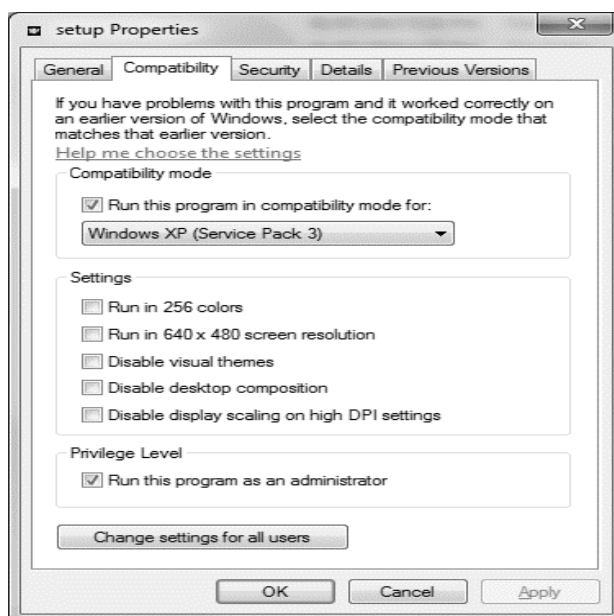 setup Properties
General Compatibility Security Details Previous Versions
If you have problems with this program and it worked correctly on
an earlier version of Windows, select the compatibility mode that
matches that earlier version.
Help me choose the settings
Compatibility mode
Run this program in compatibility mode for:
Windows XP (Service Pack 3)
Settings
Run in 256 colors
Run in 640 x 480 screen resolution
Disable visual themes
Disable desktop composition
Disable display scaling on high DPI settings
Privilege Level
Run this program as an administrator
Change settings for all users
OK Cancel Apply